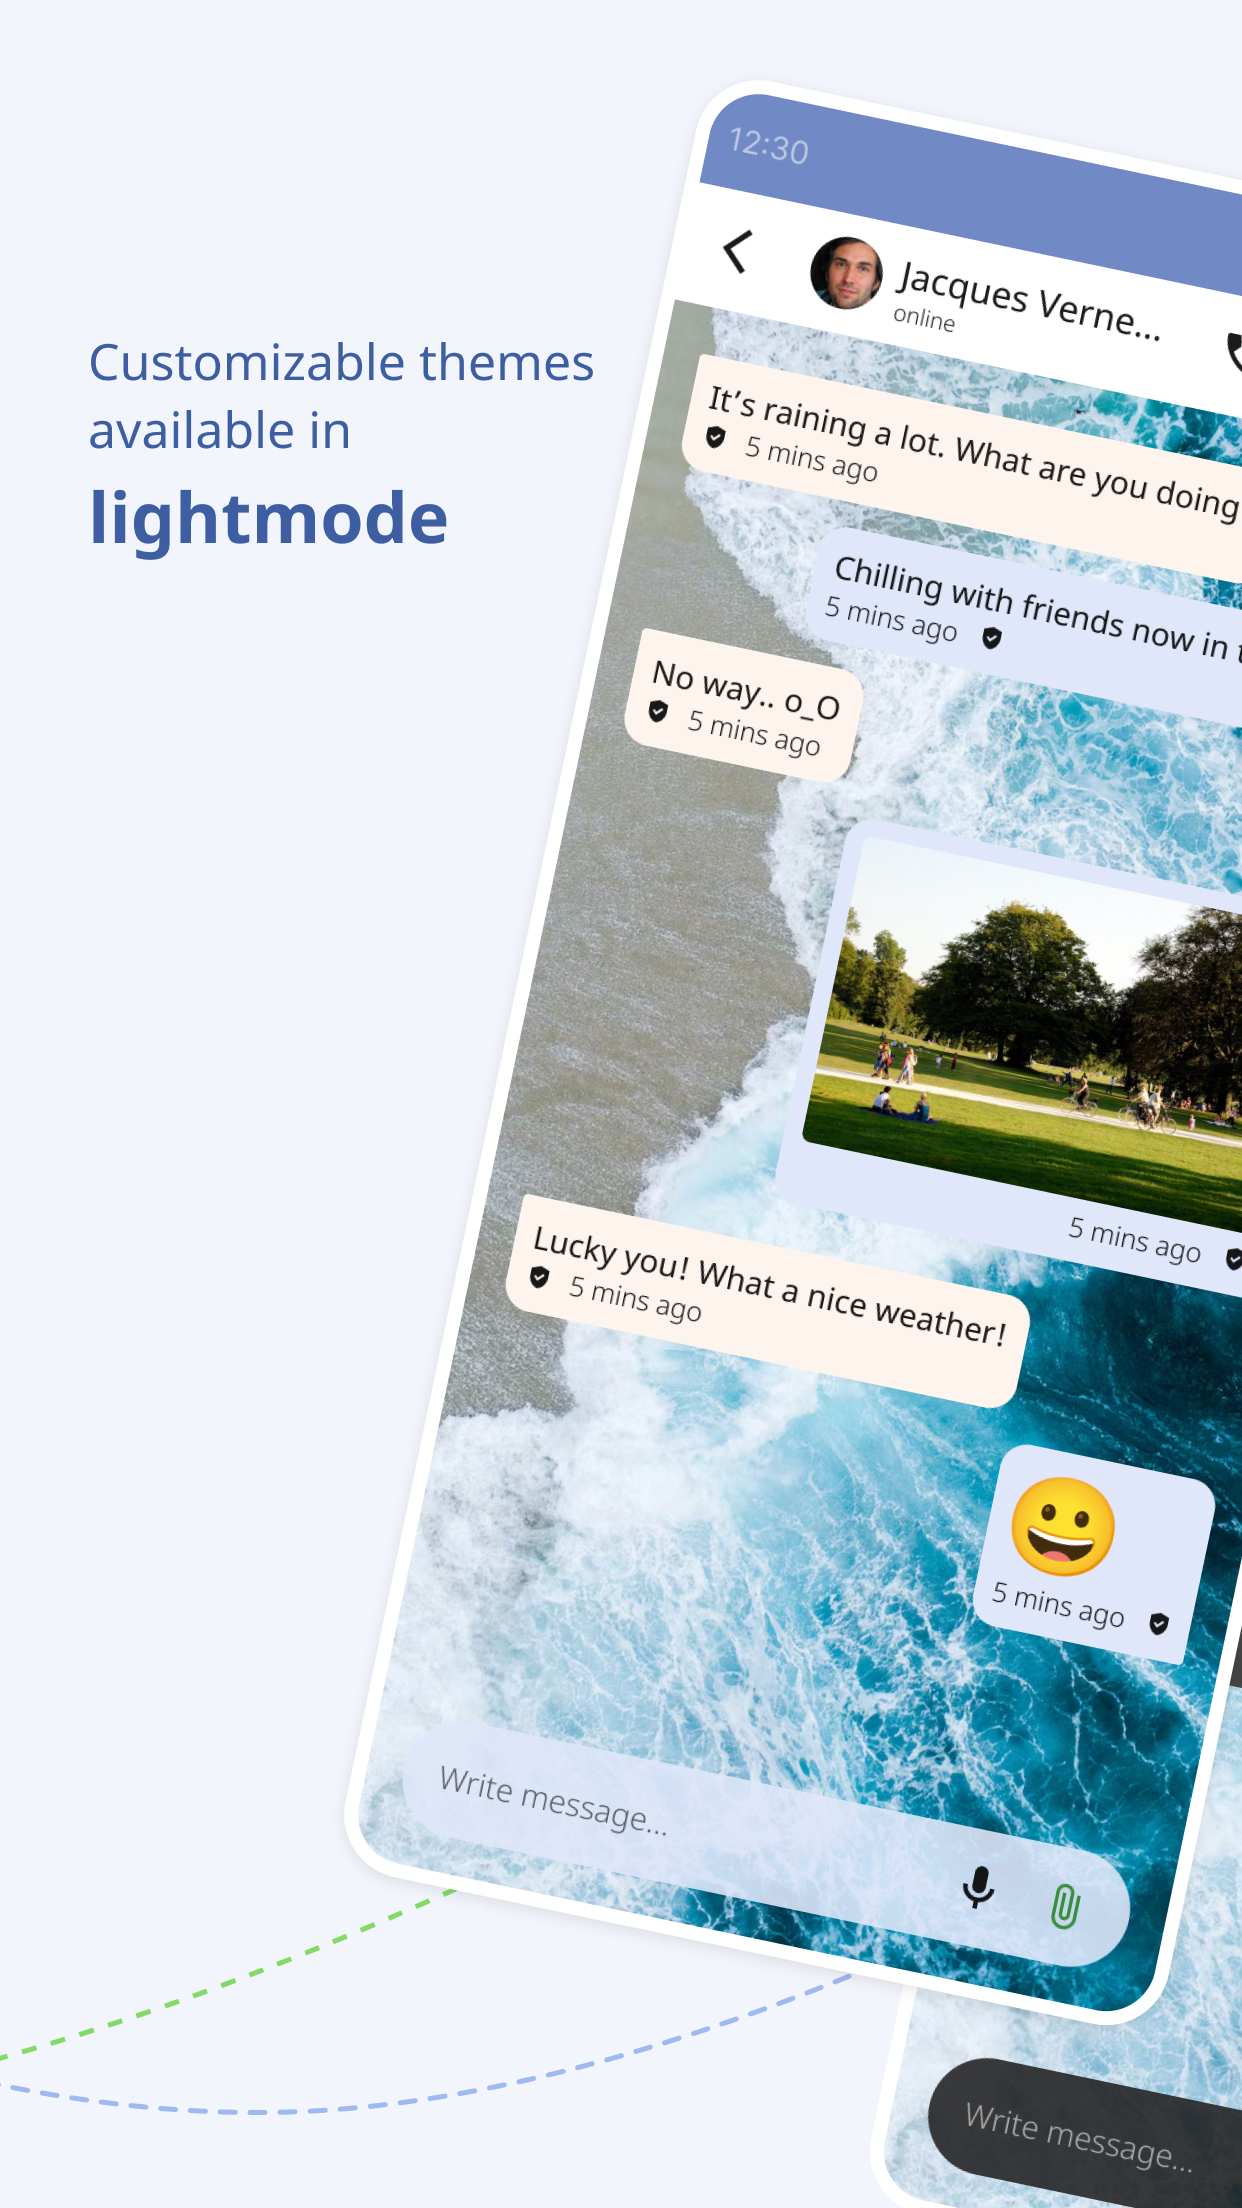 Customizable themes
available in
lightmode
12:30
Jacques Verne...
online
It's raining a lot. What are you doing
5 mins ago
Chilling with friends now in
5 mins ago
No way.. o_O
5 mins ago
5 mins ago
Lucky you! What a nice weather!
5 mins ago
5 mins ago
Write message...
Write message...